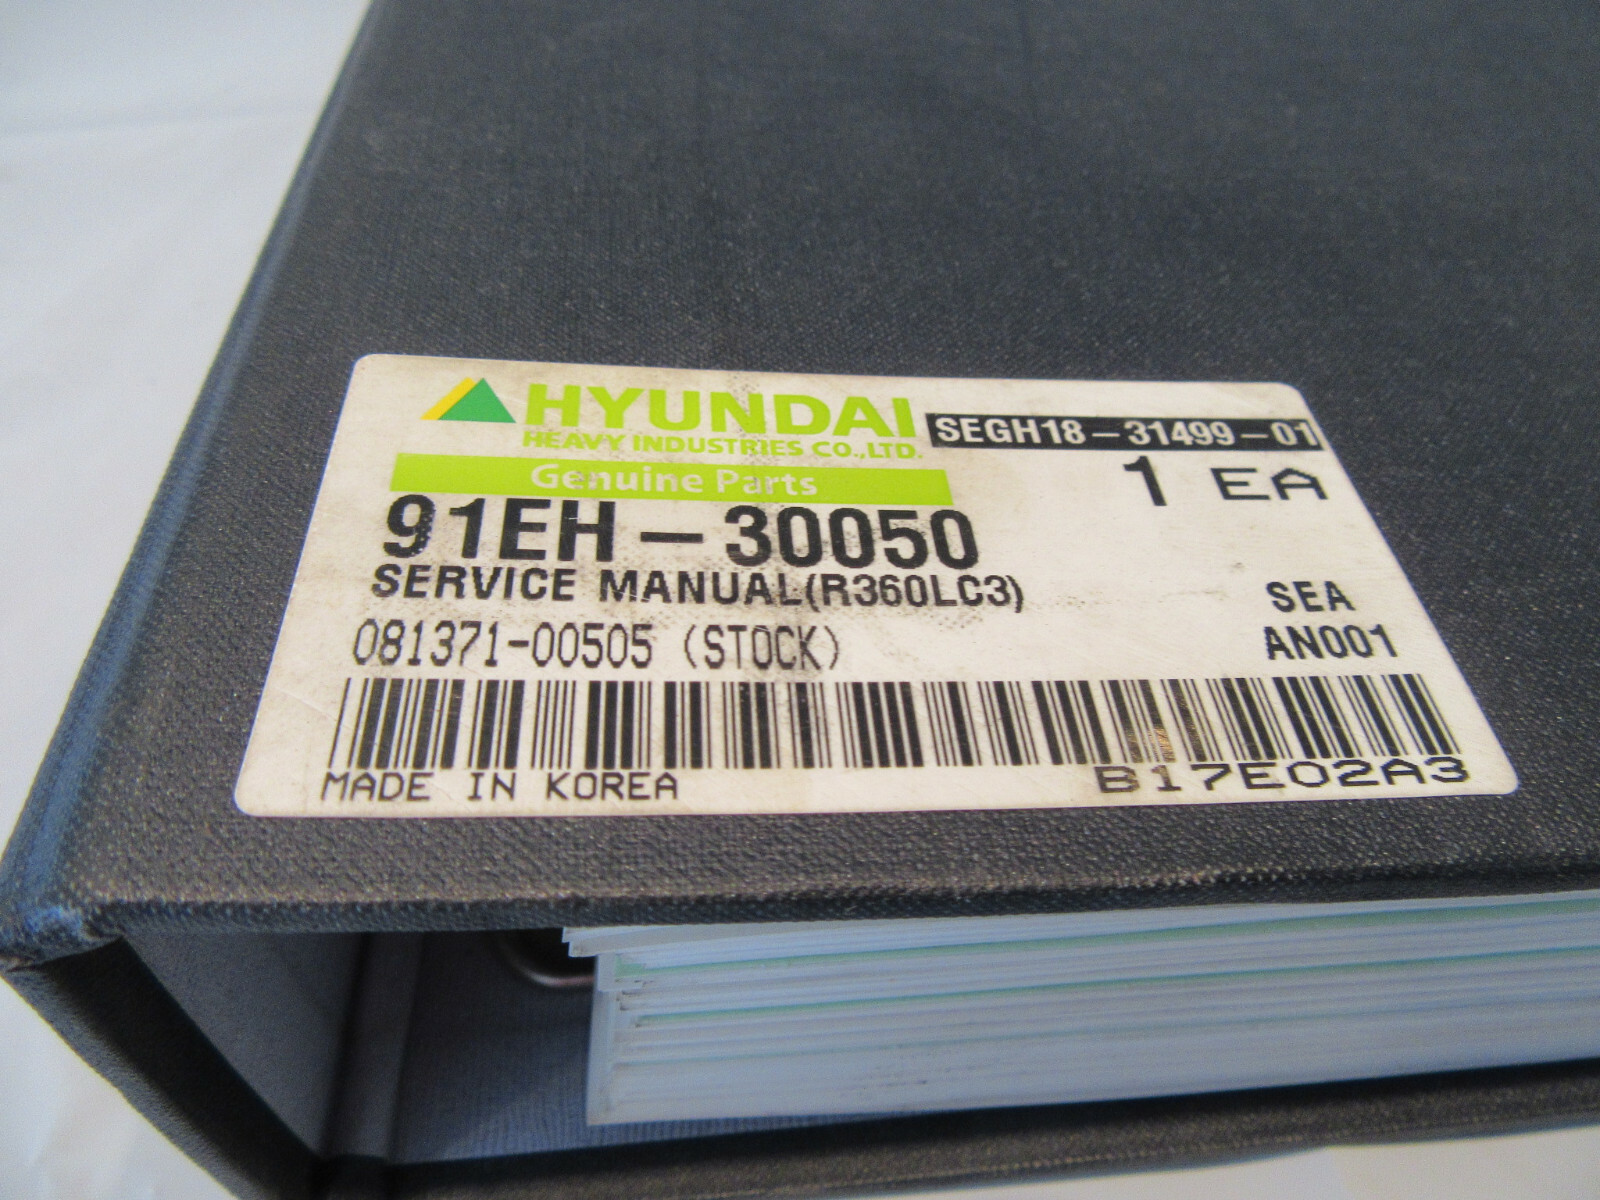 HYUNDAI
HEAVY INDUSTRIES CO.,LTD.
SEGH18-31499-01
Genuine Parts
1 EA
91EH-30050
SERVICE MANUAL(R360LC3)
SEA
081371-00505 (STOCK)
AN001
MADE IN KOREA
B17E02A3